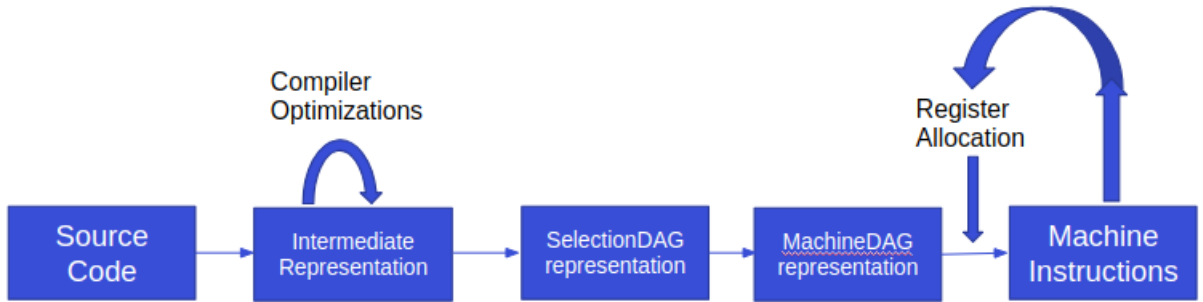 Compiler
Optimizations
Register
Allocation
Source
Code
Intermediate
Representation
SelectionDAG
representation
MachineDAG
representation
Machine
Instructions